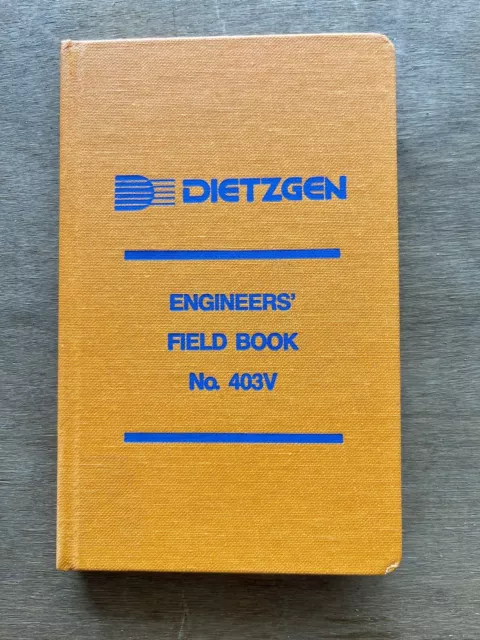 DIETZGEN
ENGINEERS'
FIELD BOOK
No. 403V